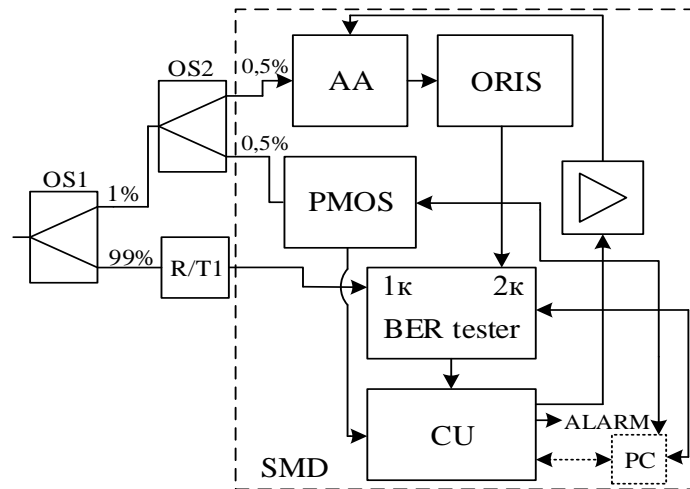 OS2
0,5%
AA
ORIS
OS1
1%
0,5%
PMOS
99%
R/T1
1к 2к
BER tester
CU
ALARM
PC
SMD